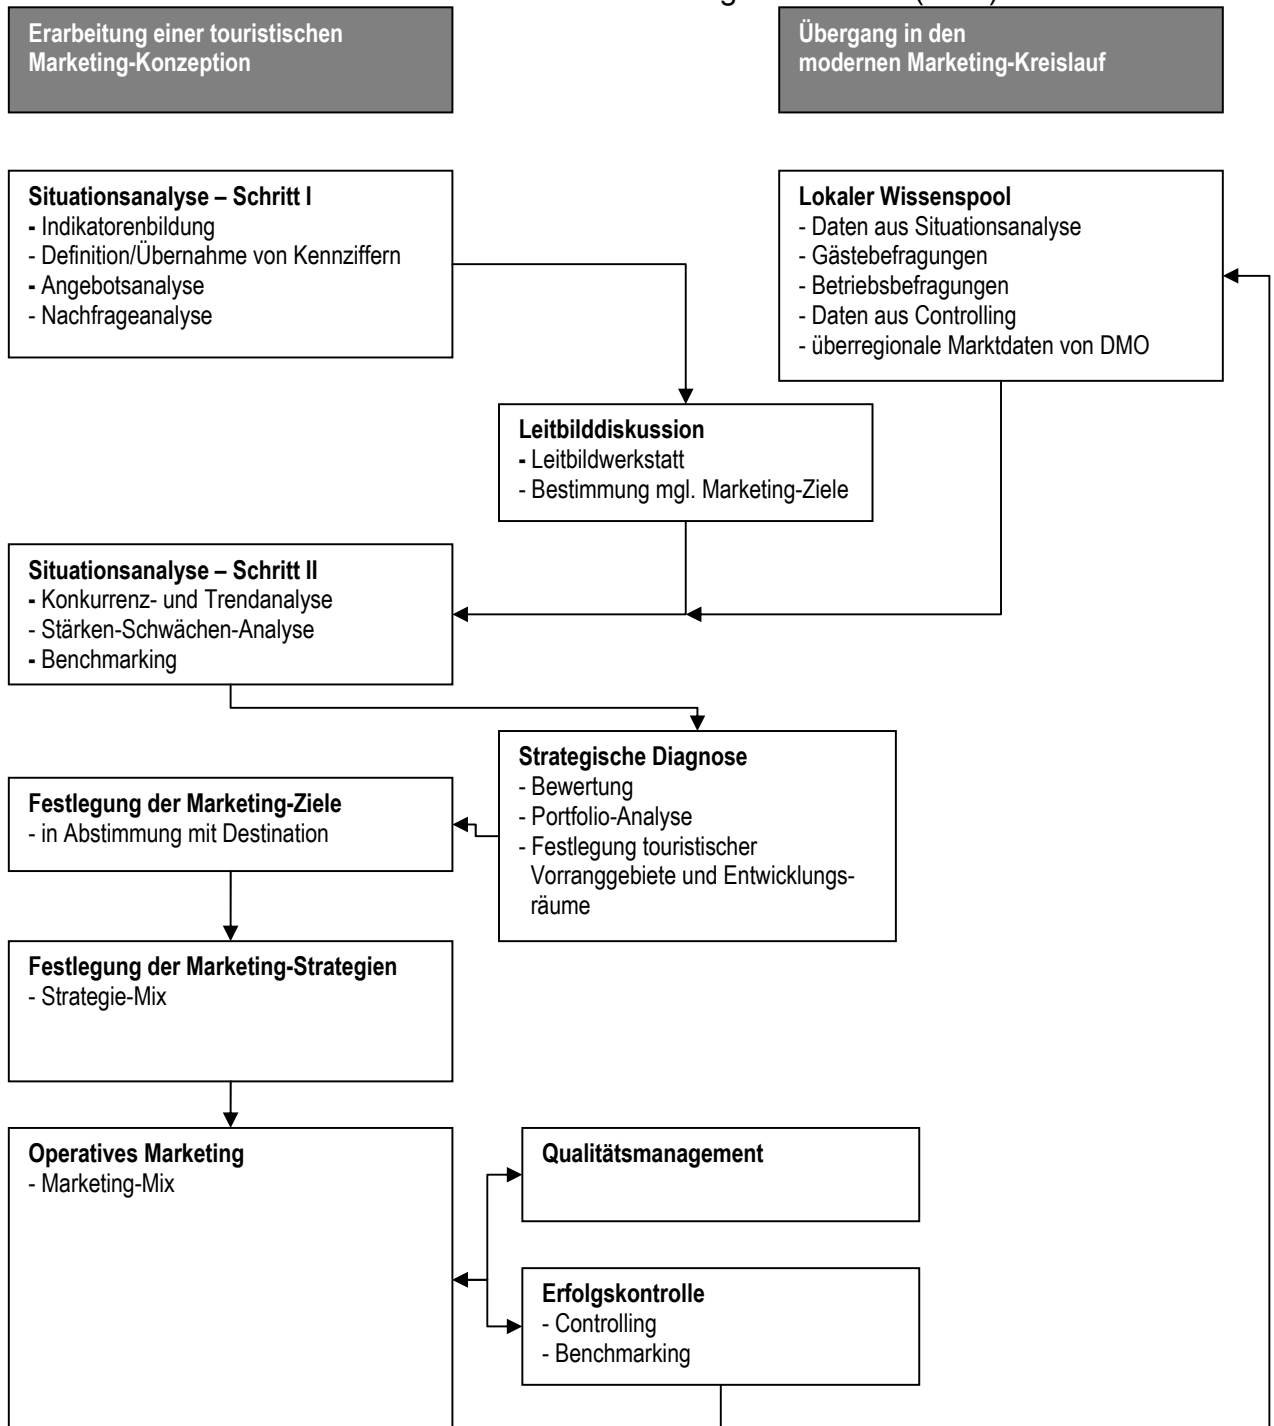 Erarbeitung einer touristischen
Marketing-Konzeption
Übergang in den
modernen Marketing-Kreislauf
Situationsanalyse – Schritt I
- Indikatorenbildung
- Definition/Übernahme von Kennziffern
- Angebotsanalyse
- Nachfrageanalyse
Lokaler Wissenspool
- Daten aus Situationsanalyse
- Gästebefragungen
- Betriebsbefragungen
- Daten aus Controlling
- überregionale Marktdaten von DMO
Leitbilddiskussion
- Leitbildwerkstatt
- Bestimmung mgl. Marketing-Ziele
Situationsanalyse – Schritt II
- Konkurrenz- und Trendanalyse
- Stärken-Schwächen-Analyse
- Benchmarking
Strategische Diagnose
- Bewertung
- Portfolio-Analyse
- Festlegung touristischer
Vorranggebiete und Entwicklungs-
räume
Festlegung der Marketing-Ziele
- in Abstimmung mit Destination
Festlegung der Marketing-Strategien
- Strategie-Mix
Operatives Marketing
- Marketing-Mix
Qualitätsmanagement
Erfolgskontrolle
- Controlling
- Benchmarking